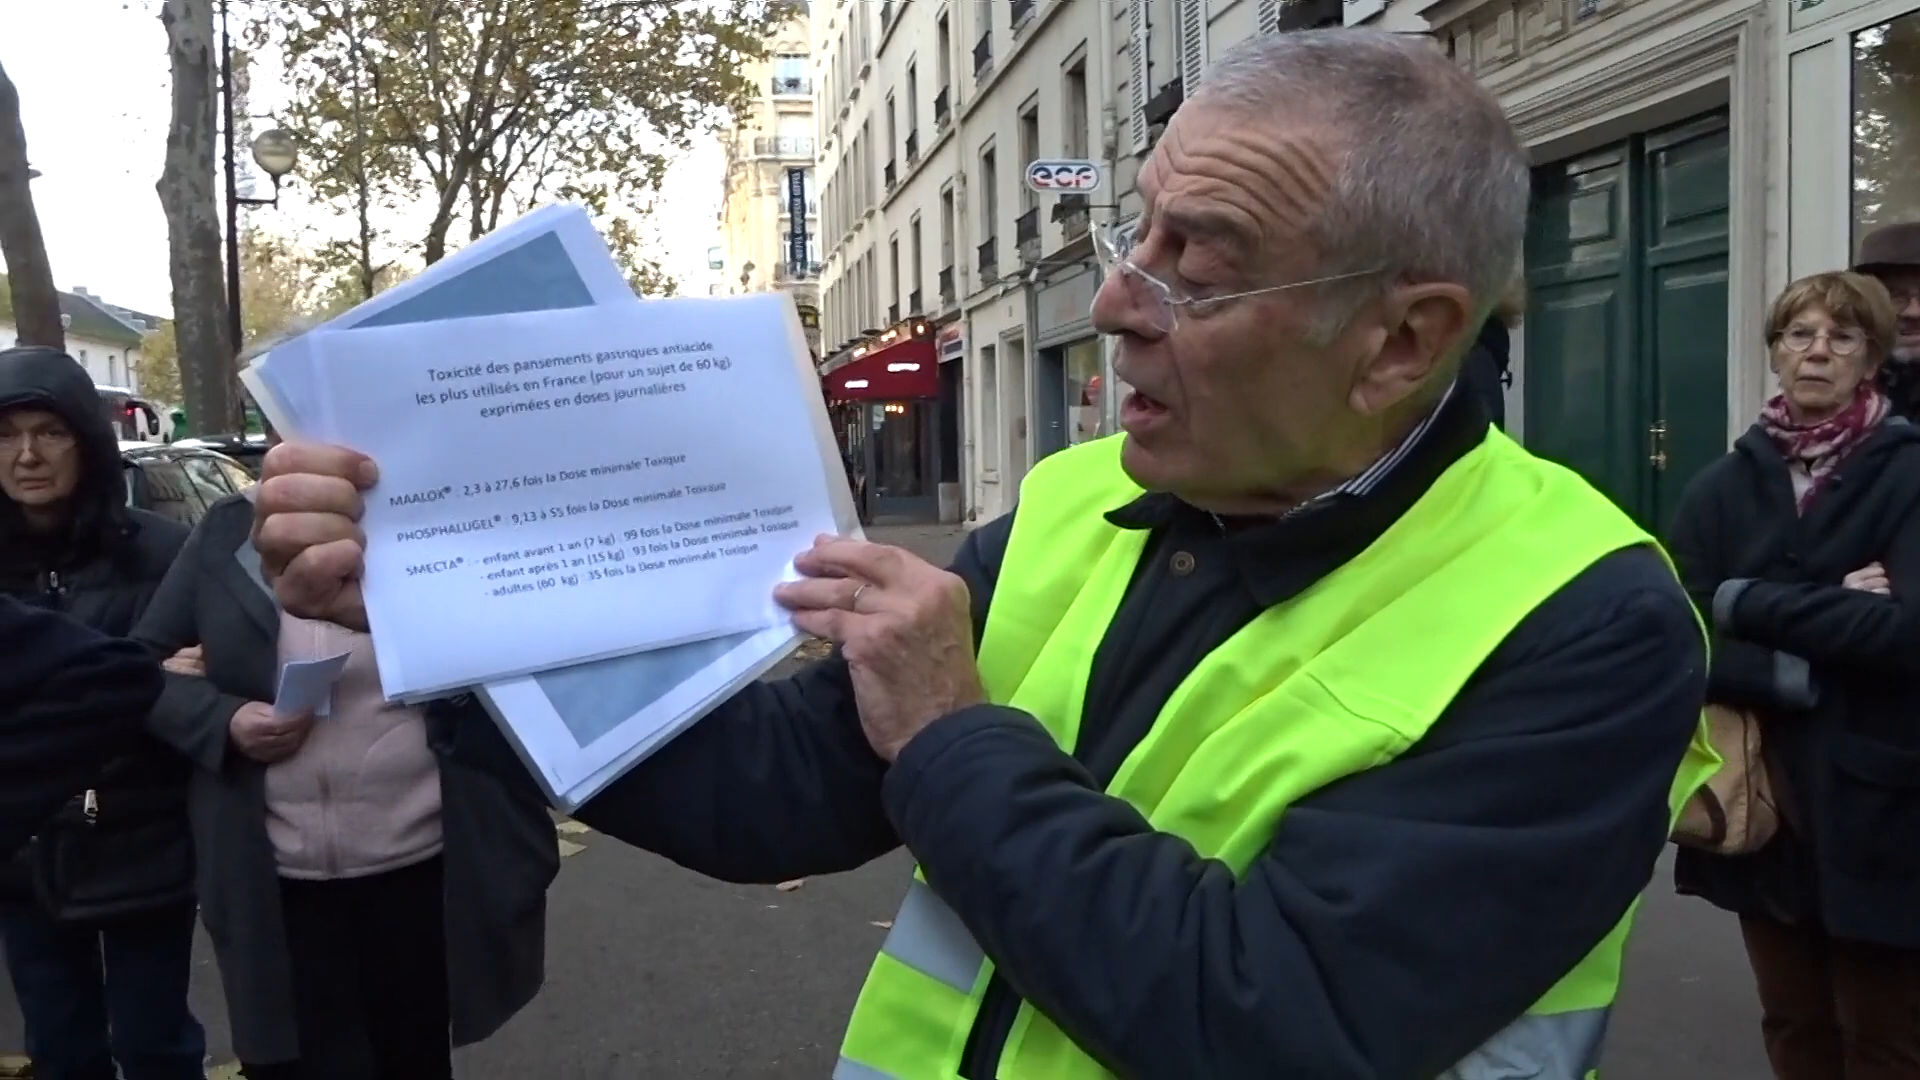 Toxicité des pansements gastriques antiacide
les plus utilisés en France (pour un sujet de 60 kg)
exprimées en doses journalières
MAALOX® : 2,3 à 27,6 fois la Dose minimale Toxique
PHOSPHALUGEL® : 9,13 à 55 fois la Dose minimale Toxique
SMECTA® : - enfant avant 1 an (7 kg) : 99 fois la Dose minimale Toxique
- enfant après 1 an (15 kg) : 93 fois la Dose minimale Toxique
- adultes (60 kg) : 35 fois la Dose minimale Toxique
ecf